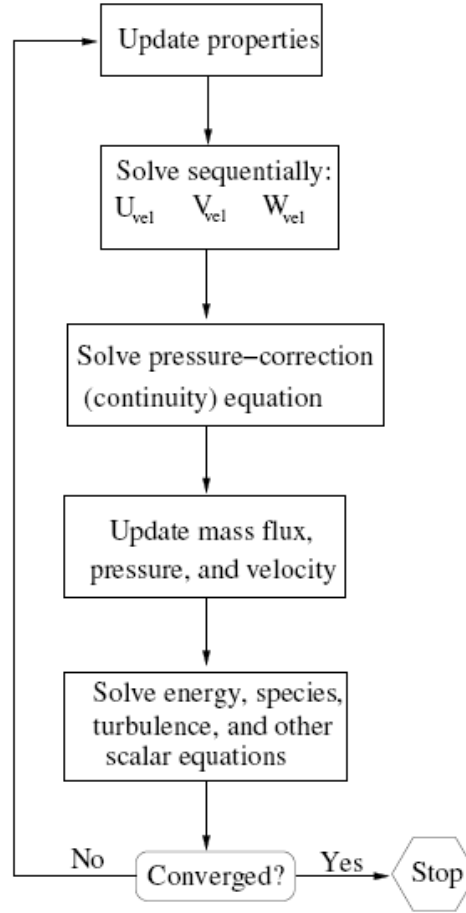 Update properties
Solve sequentially:
U_vel V_vel W_vel
Solve pressure−correction
(continuity) equation
Update mass flux,
pressure, and velocity
Solve energy, species,
turbulence, and other
scalar equations
No
Converged?
Yes
Stop